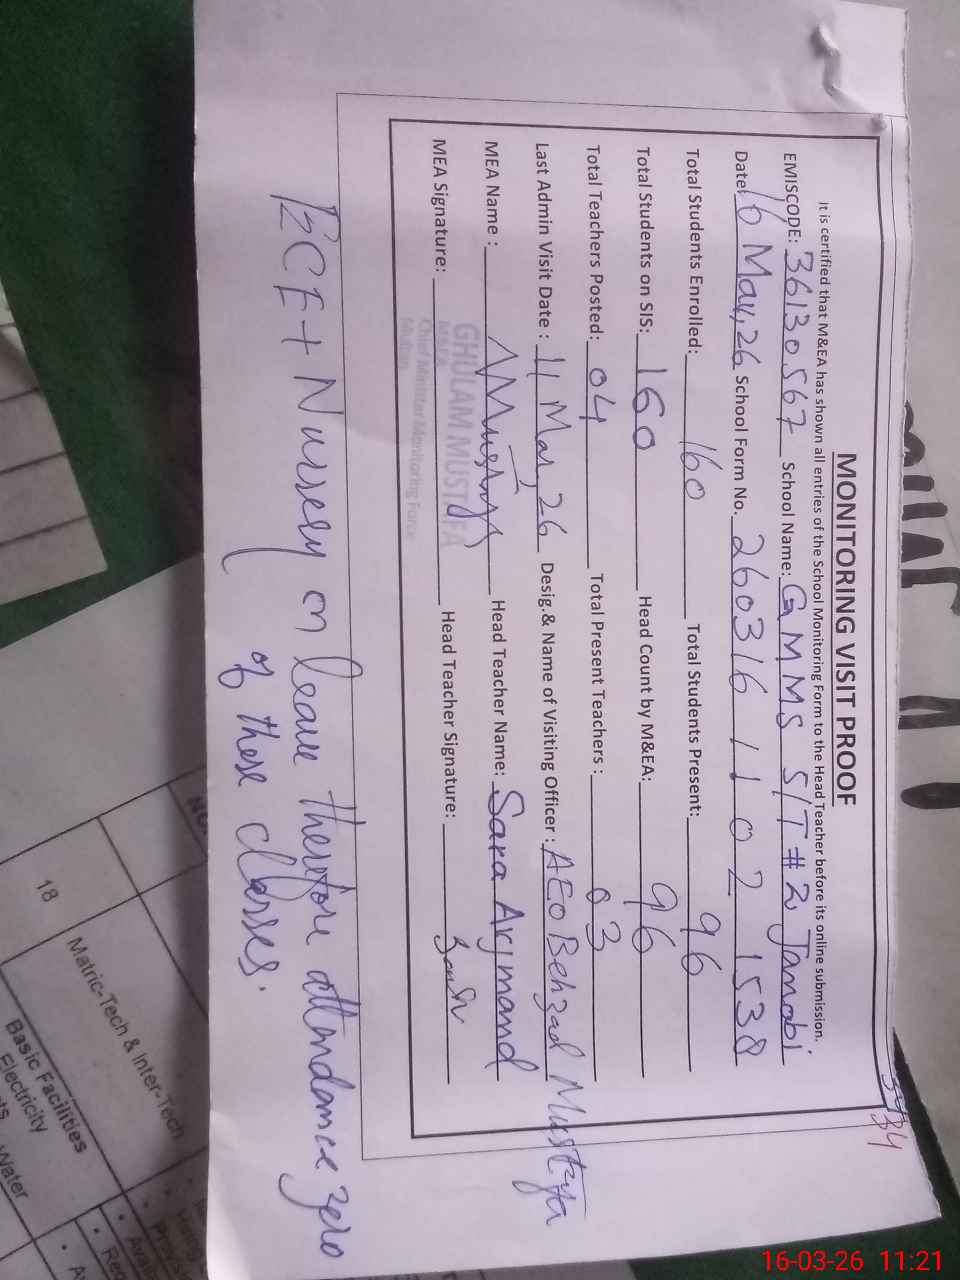 34
MONITORING VISIT PROOF
It is certified that M&EA has shown all entries of the School Monitoring Form to the Head Teacher before its online submission.
EMISCODE: 36130567 School Name: GMMS S/T #2 Janabi
Date: 16 Mar, 26 School Form No. 260316 110 2 1538
Total Students Enrolled: 160 Total Students Present: 96
Total Students on SIS: 160 Head Count by M&EA: 96
Total Teachers Posted: 04 Total Present Teachers : 03
Last Admin Visit Date : 11 Mar, 26 Desig.& Name of Visiting Officer : AEO Behzad Mustafa
MEA Name : Head Teacher Name: Sara Arjmand
MEA Signature: Head Teacher Signature:
GHULAM MUSTAFA
Chief Minister Monitoring Force
ECE + Nursery on leave therefore attendance zero
of these classes.
18
Matric-Tech & Inter-Tech
Basic Facilities
Electricity
Water
16-03-26 11:21